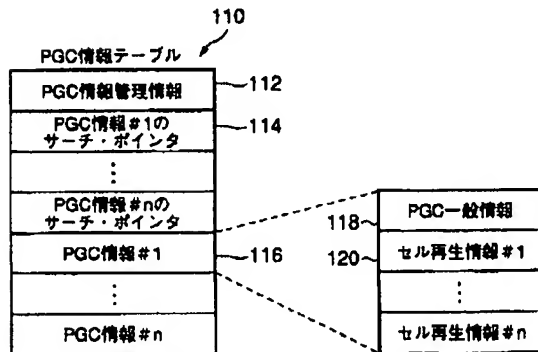 110
PGC情報テーブル
PGC情報管理情報
112
PGC情報#1の
サーチ・ポインタ
114
⋮
PGC情報#nの
サーチ・ポインタ
PGC情報#1
116
⋮
PGC情報#n
PGC一般情報
118
セル再生情報#1
120
⋮
セル再生情報#n